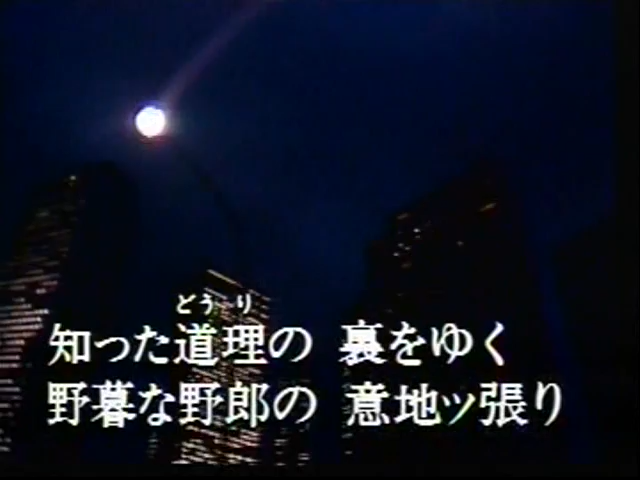 どうり
知った道理の 裏をゆく
野暮な野郎の 意地ッ張り